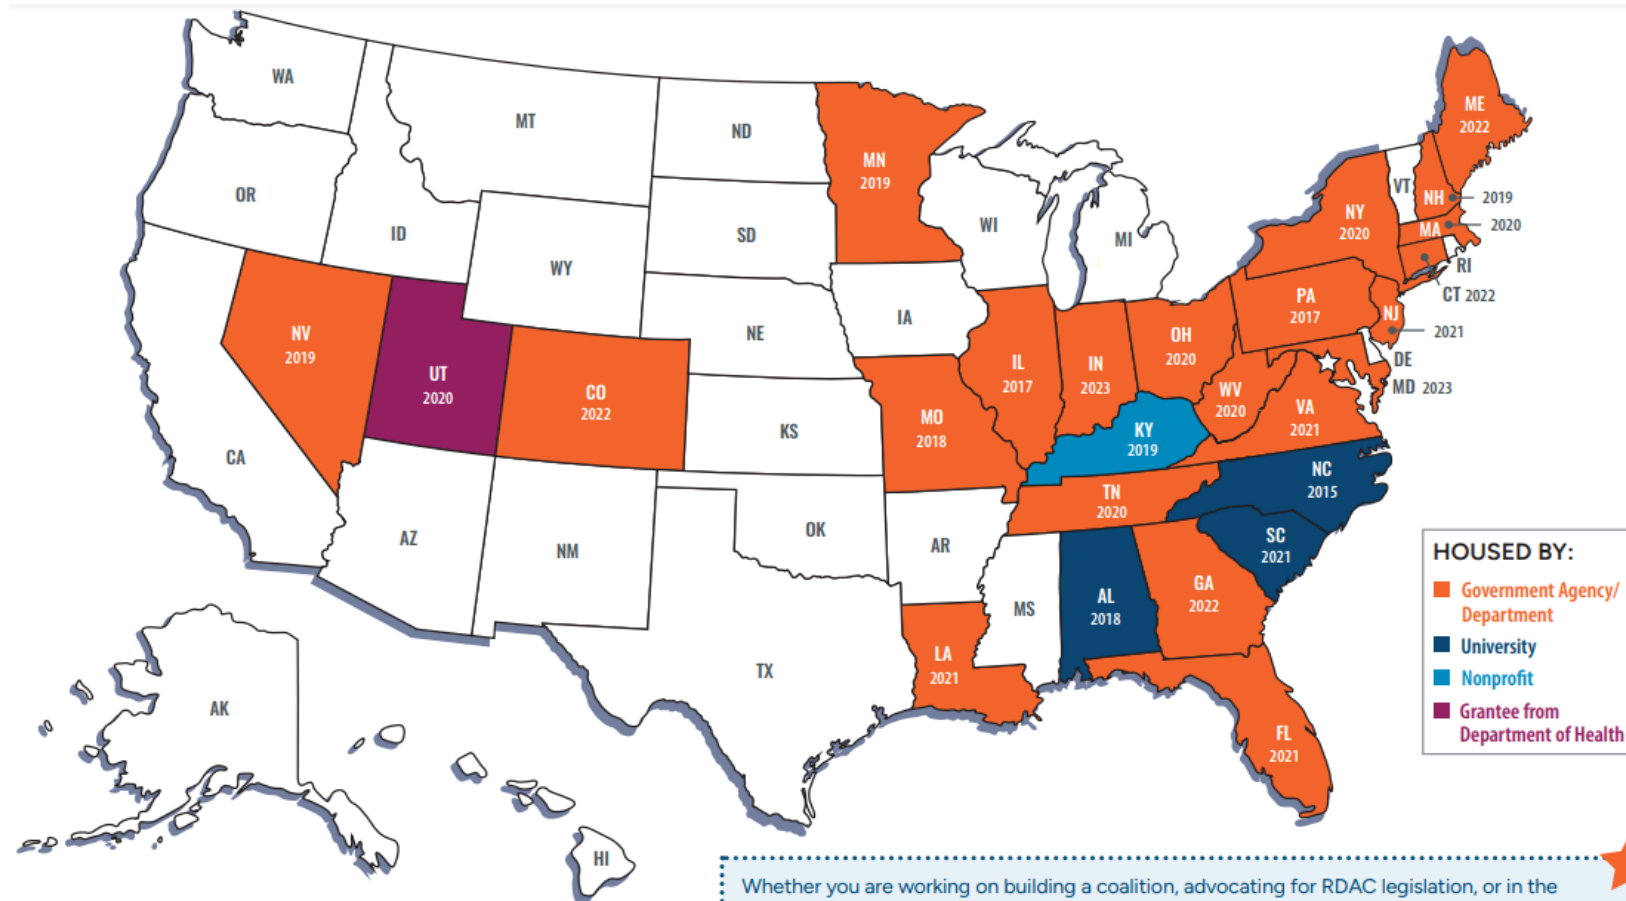 WA
MT
ND
MN
2019
ME
2022
OR
ID
SD
WI
MI
VT
NH
2019
NY
2020
MA
2020
WY
RI
CT 2022
NV
2019
NE
IA
PA
2017
NJ
2021
UT
2020
CO
2022
IL
2017
IN
2023
OH
2020
DE
MD 2023
WV
2020
VA
2021
KS
MO
2018
KY
2019
CA
NC
2015
TN
2020
AZ
NM
OK
AR
SC
2021
MS
AL
2018
GA
2022
TX
LA
2021
AK
FL
2021
HI
HOUSED BY:
Government Agency/
Department
University
Nonprofit
Grantee from
Department of Health
Whether you are working on building a coalition, advocating for RDAC legislation, or in the